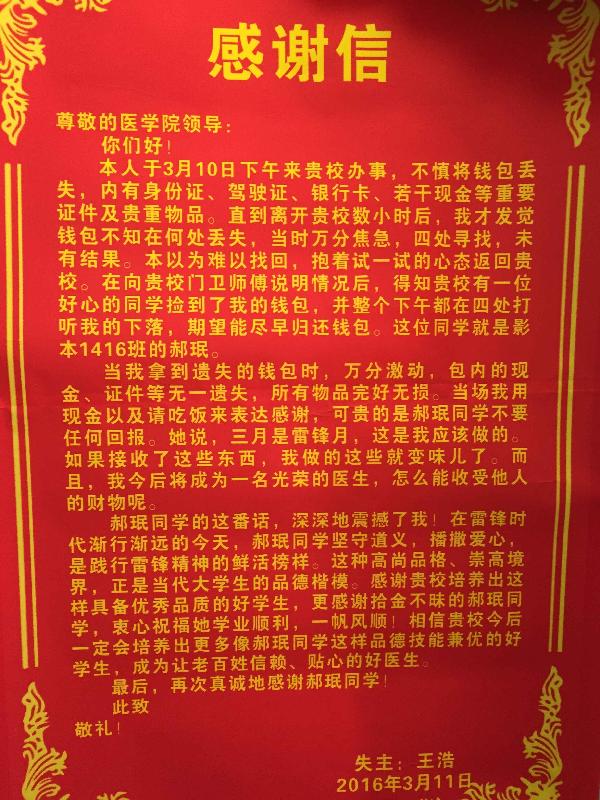 感谢信
尊敬的医学院领导：
你们好！
本人于3月10日下午来贵校办事，不慎将钱包丢
失，内有身份证、驾驶证、银行卡、若干现金等重要
证件及贵重物品。直到离开贵校数小时后，我才发觉
钱包不知在何处丢失，当时万分焦急，四处寻找，未
有结果。本以为难以找回，抱着试一试的心态返回贵
校。在向贵校门卫师傅说明情况后，得知贵校有一位
好心的同学捡到了我的钱包，并整个下午都在四处打
听我的下落，期望能尽早归还钱包。这位同学就是影
本1416班的郝珉。
当我拿到遗失的钱包时，万分激动，包内的现
金、证件等无一遗失，所有物品完好无损。当场我用
现金以及请吃饭来表达感谢，可贵的是郝珉同学不要
任何回报。她说，三月是雷锋月，这是我应该做的。
如果接收了这些东西，我做的这些就变味儿了。而
且，我今后将成为一名光荣的医生，怎么能收受他人
的财物呢。
郝珉同学的这番话，深深地震撼了我！在雷锋时
代渐行渐远的今天，郝珉同学坚守道义，播撒爱心，
是践行雷锋精神的鲜活榜样。这种高尚品格、崇高境
界，正是当代大学生的品德楷模。感谢贵校培养出这
样具备优秀品质的好学生，更感谢拾金不昧的郝珉同
学，衷心祝福她学业顺利，一帆风顺！相信贵校今后
一定会培养出更多像郝珉同学这样品德技能兼优的好
学生，成为让老百姓信赖、贴心的好医生。
最后，再次真诚地感谢郝珉同学！
此致
敬礼！
失主：王浩
2016年3月11日